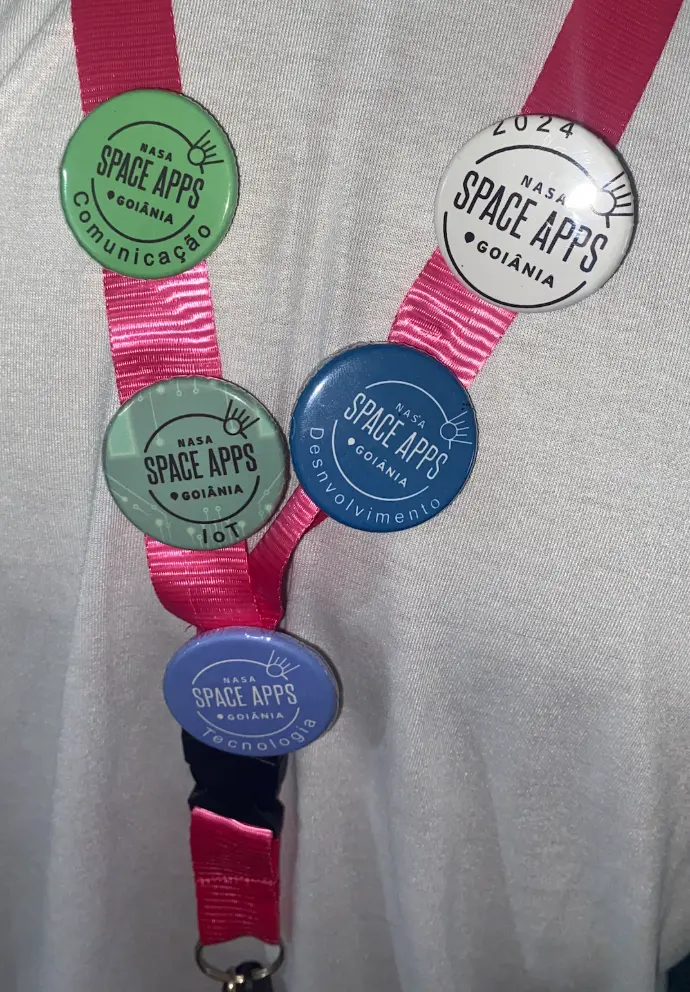 NASA
SPACE APPS
GOIÂNIA
Comunicação
2024
NASA
SPACE APPS
GOIÂNIA
NASA
SPACE APPS
GOIÂNIA
IoT
NASA
SPACE APPS
GOIÂNIA
Desnvolvimento
NASA
SPACE APPS
GOIÂNIA
Tecnologia